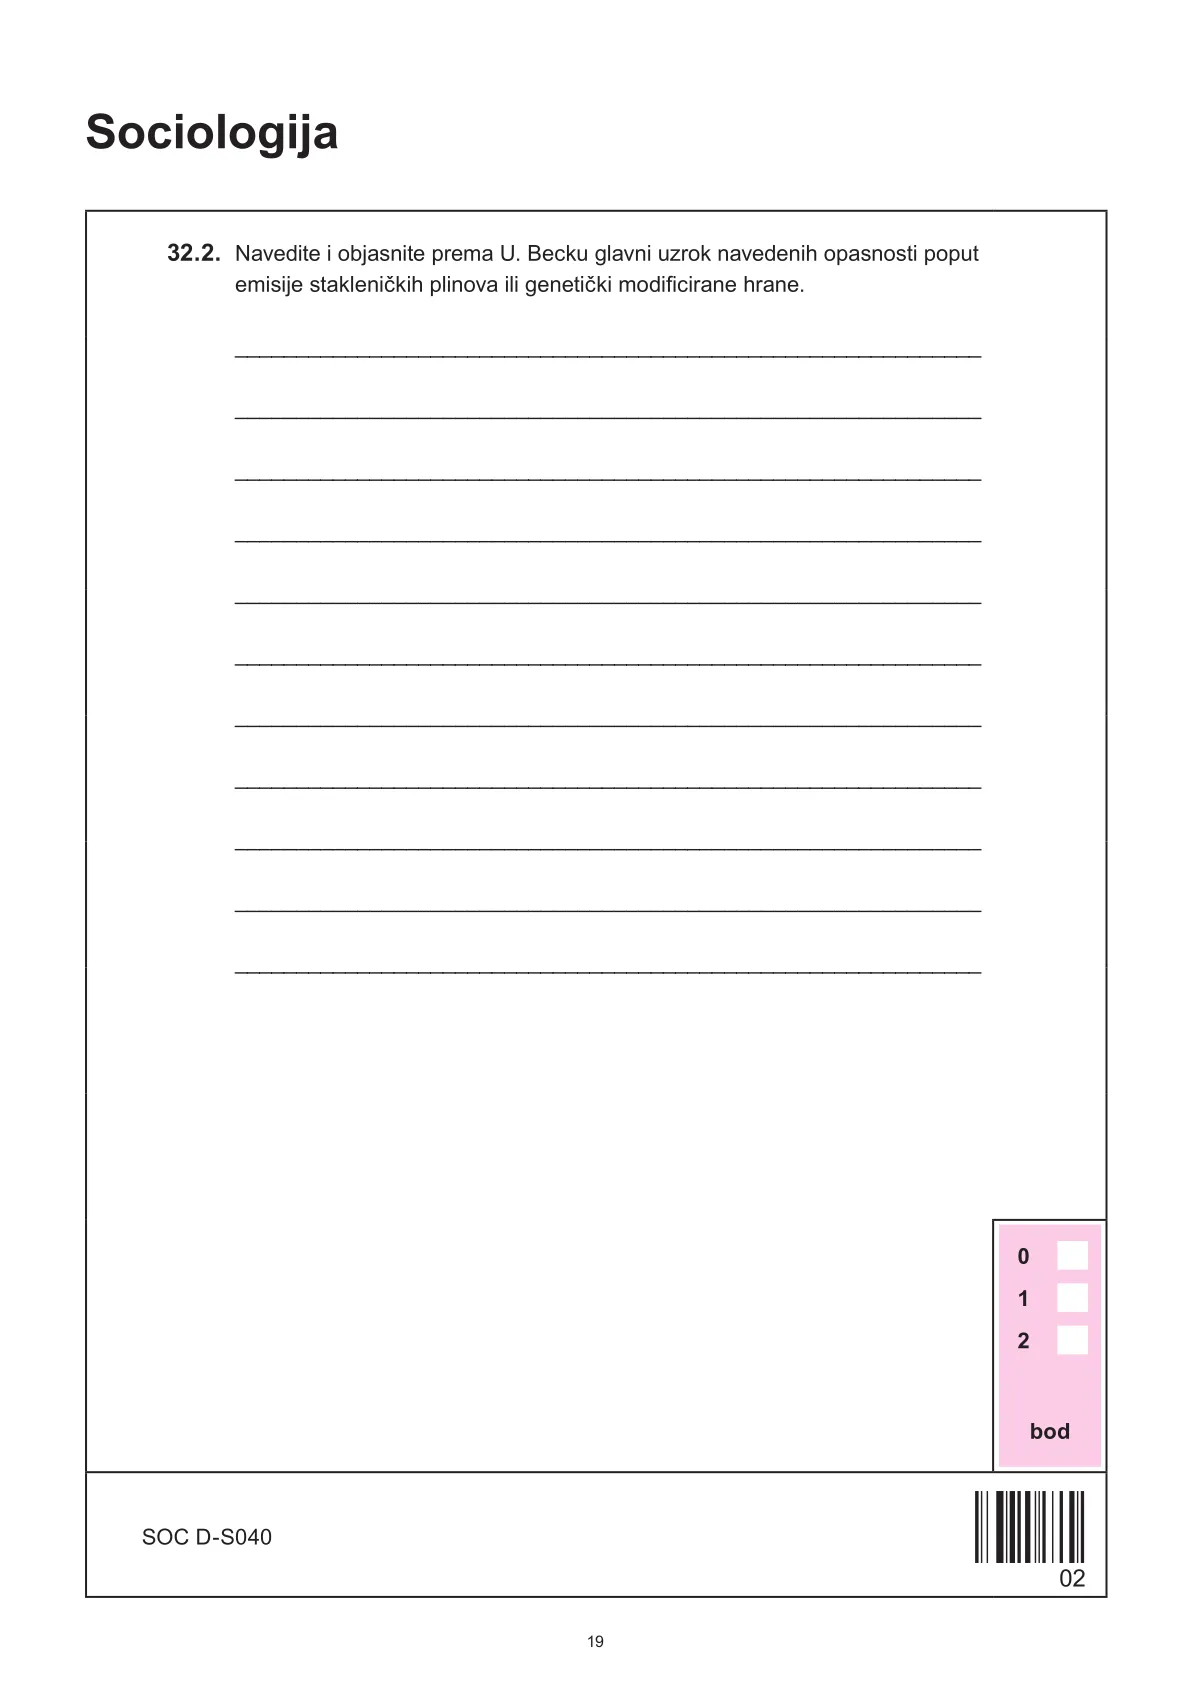 Sociologija
32.2. Navedite i objasnite prema U. Becku glavni uzrok navedenih opasnosti poput
emisije stakleničkih plinova ili genetički modificirane hrane.
0
1
2
bod
SOC D-S040
02
19